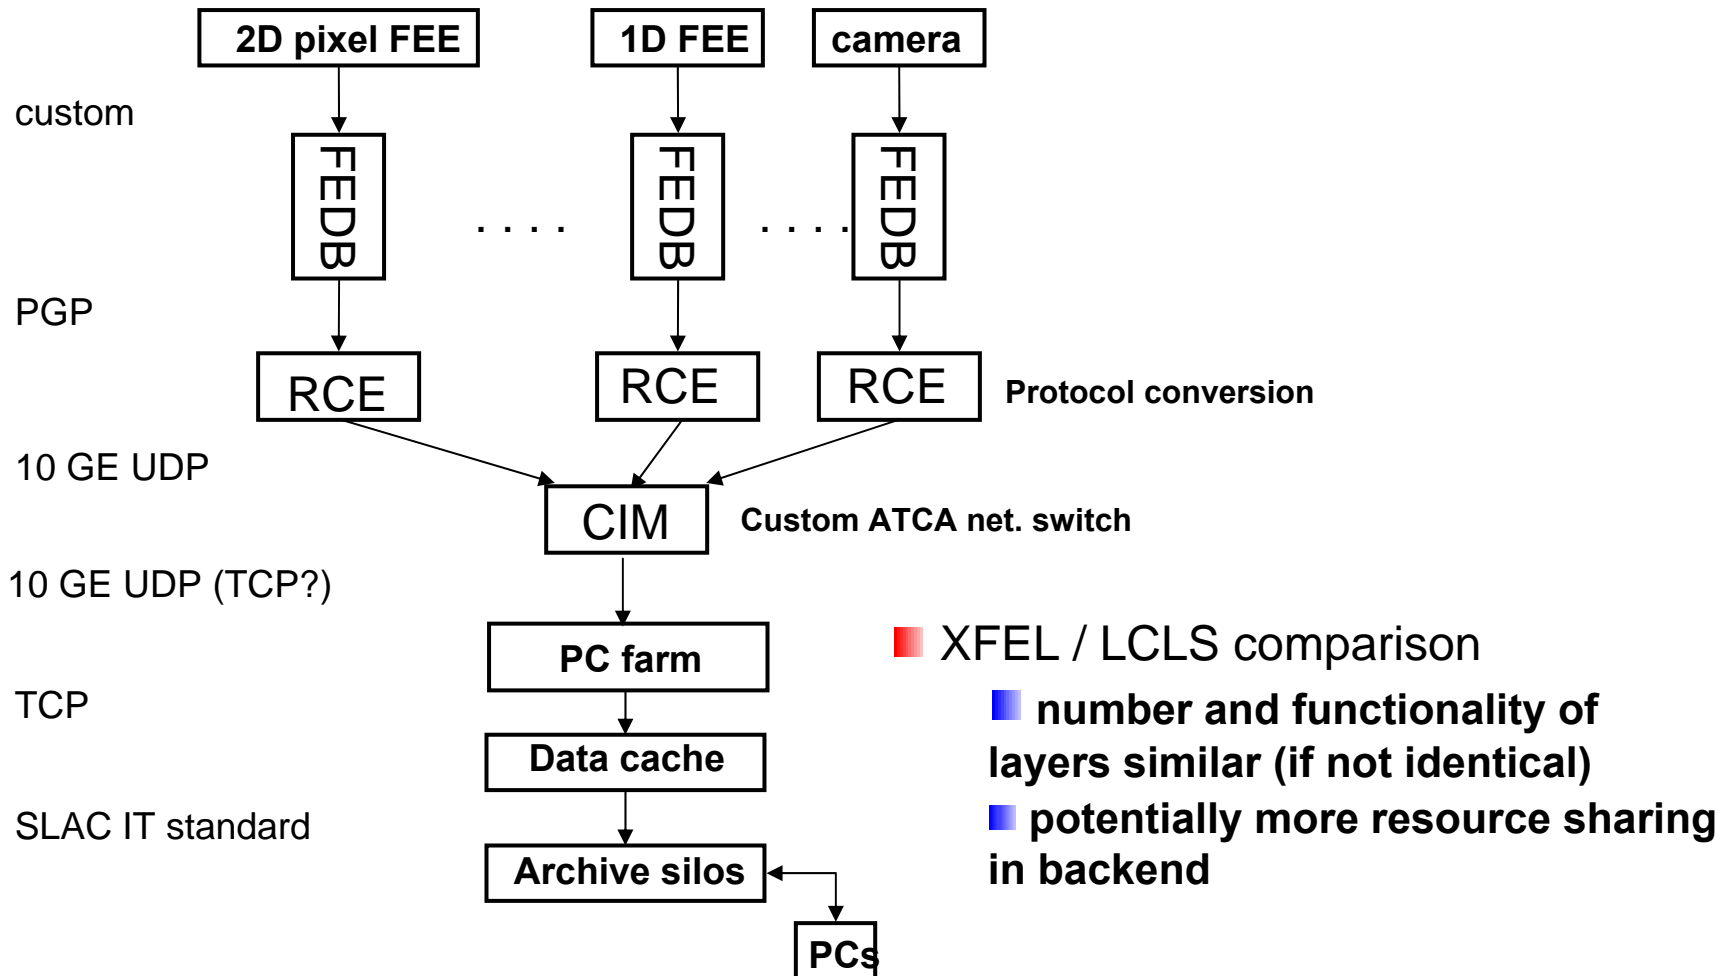 2D pixel FEE 1D FEE camera
custom
FEDB FEDB FEDB
. . . . . . . .
PGP
RCE RCE RCE Protocol conversion
10 GE UDP
CIM Custom ATCA net. switch
10 GE UDP (TCP?)
PC farm
XFEL / LCLS comparison
TCP
number and functionality of
layers similar (if not identical)
Data cache
SLAC IT standard
potentially more resource sharing
in backend
Archive silos
PCs